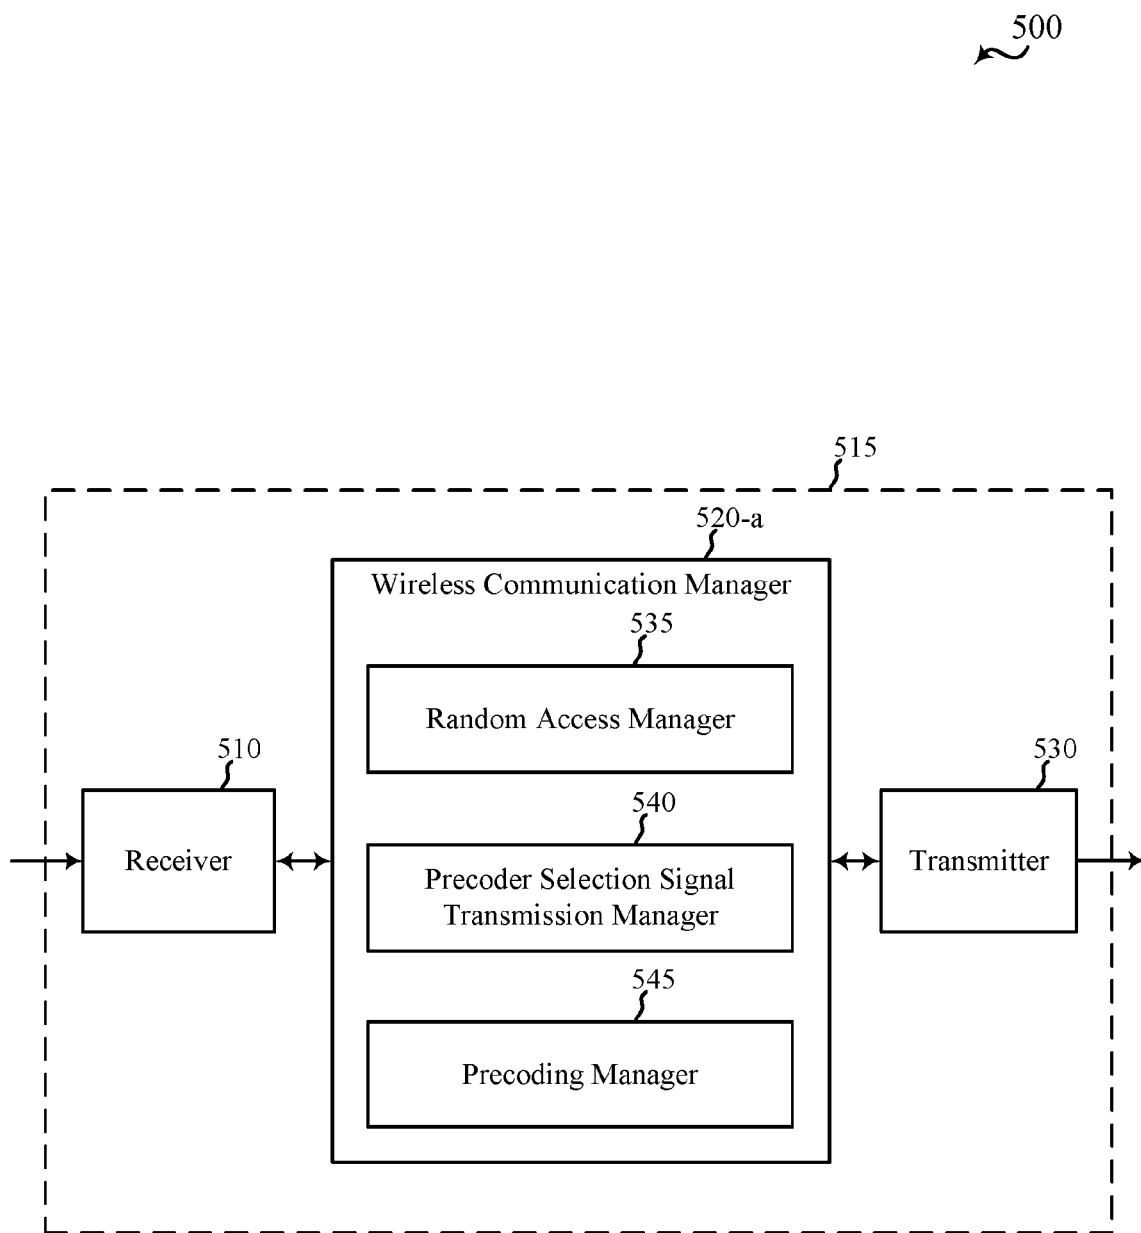 500
515
520-a
Wireless Communication Manager
535
Random Access Manager
510
Receiver
540
Precoder Selection Signal
Transmission Manager
530
Transmitter
545
Precoding Manager